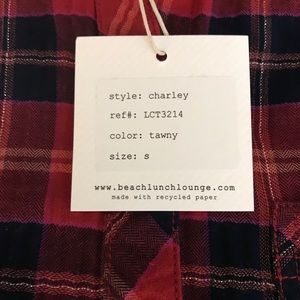 style: charley
ref#: LCT3214
color: tawny
size: s
www.beachlunchlounge.com
made with recycled paper